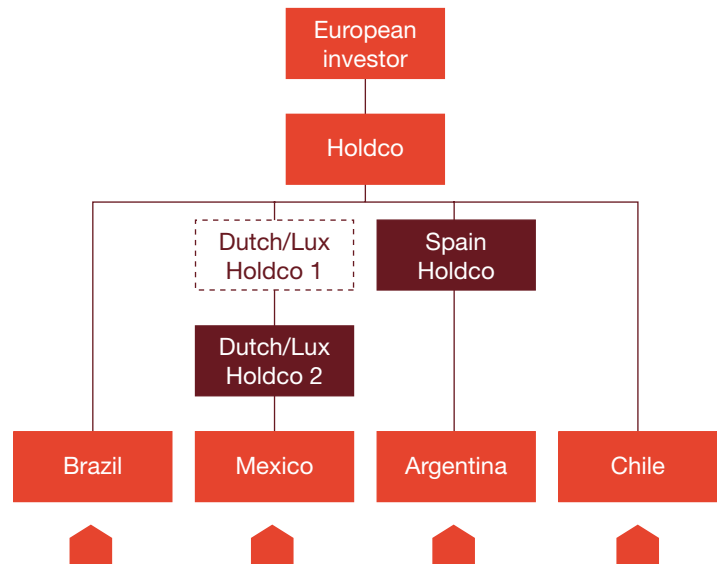 European
investor
Holdco
Dutch/Lux
Holdco 1
Spain
Holdco
Dutch/Lux
Holdco 2
Brazil
Mexico
Argentina
Chile